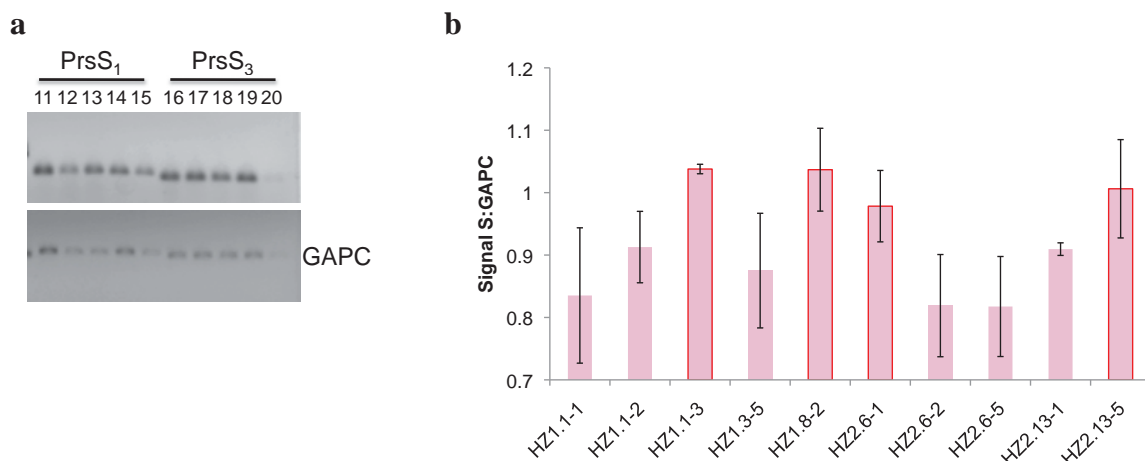 a
PrsS1 PrsS3
11 12 13 14 15 16 17 18 19 20
GAPC
b
Signal S:GAPC
1.2
1.1
1
0.9
0.8
0.7
HZ1.1-1
HZ1.1-2
HZ1.1-3
HZ1.3-5
HZ1.8-2
HZ2.6-1
HZ2.6-2
HZ2.6-5
HZ2.13-1
HZ2.13-5